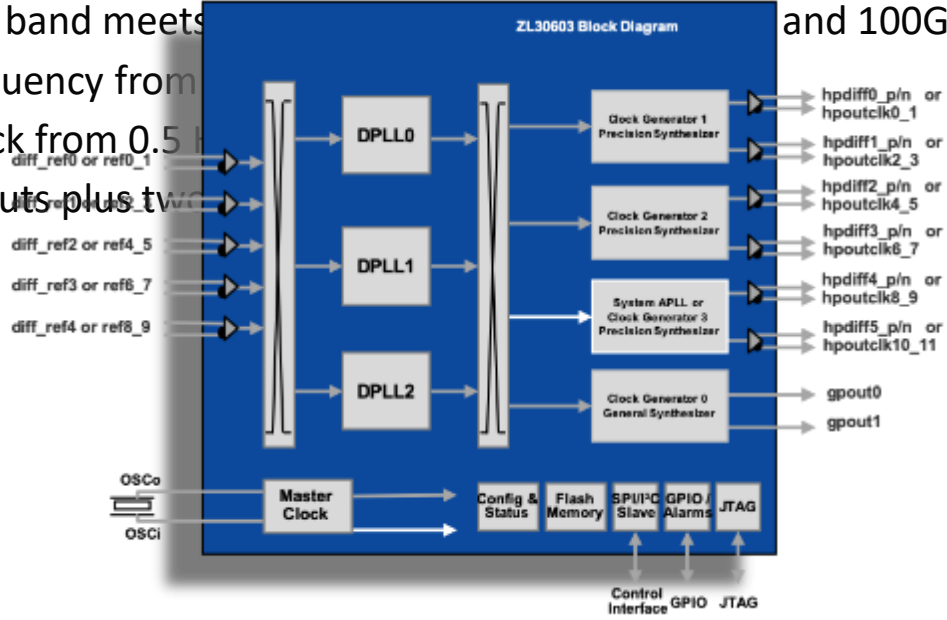 band meets
and 100G
uency from
ck from 0.5
uts plus two
ZL30603 Block Diagram
diff_ref0 or ref0_1
diff_ref2 or ref4_5
diff_ref3 or ref6_7
diff_ref4 or ref8_9
DPLL0
DPLL1
DPLL2
Clock Generator 1
Precision Synthesizer
Clock Generator 2
Precision Synthesizer
System APLL or
Clock Generator 3
Precision Synthesizer
Clock Generator 0
General Synthesizer
hpdiff0_p/n or
hpoutclk0_1
hpdiff1_p/n or
hpoutclk2_3
hpdiff2_p/n or
hpoutclk4_5
hpdiff3_p/n or
hpoutclk6_7
hpdiff4_p/n or
hpoutclk8_9
hpdiff5_p/n or
hpoutclk10_11
gpout0
gpout1
OSCo
OSCi
Master
Clock
Config &
Status
Flash
Memory
SPI/I²C
Slave
GPIO /
Alarms
JTAG
Control
Interface
GPIO
JTAG